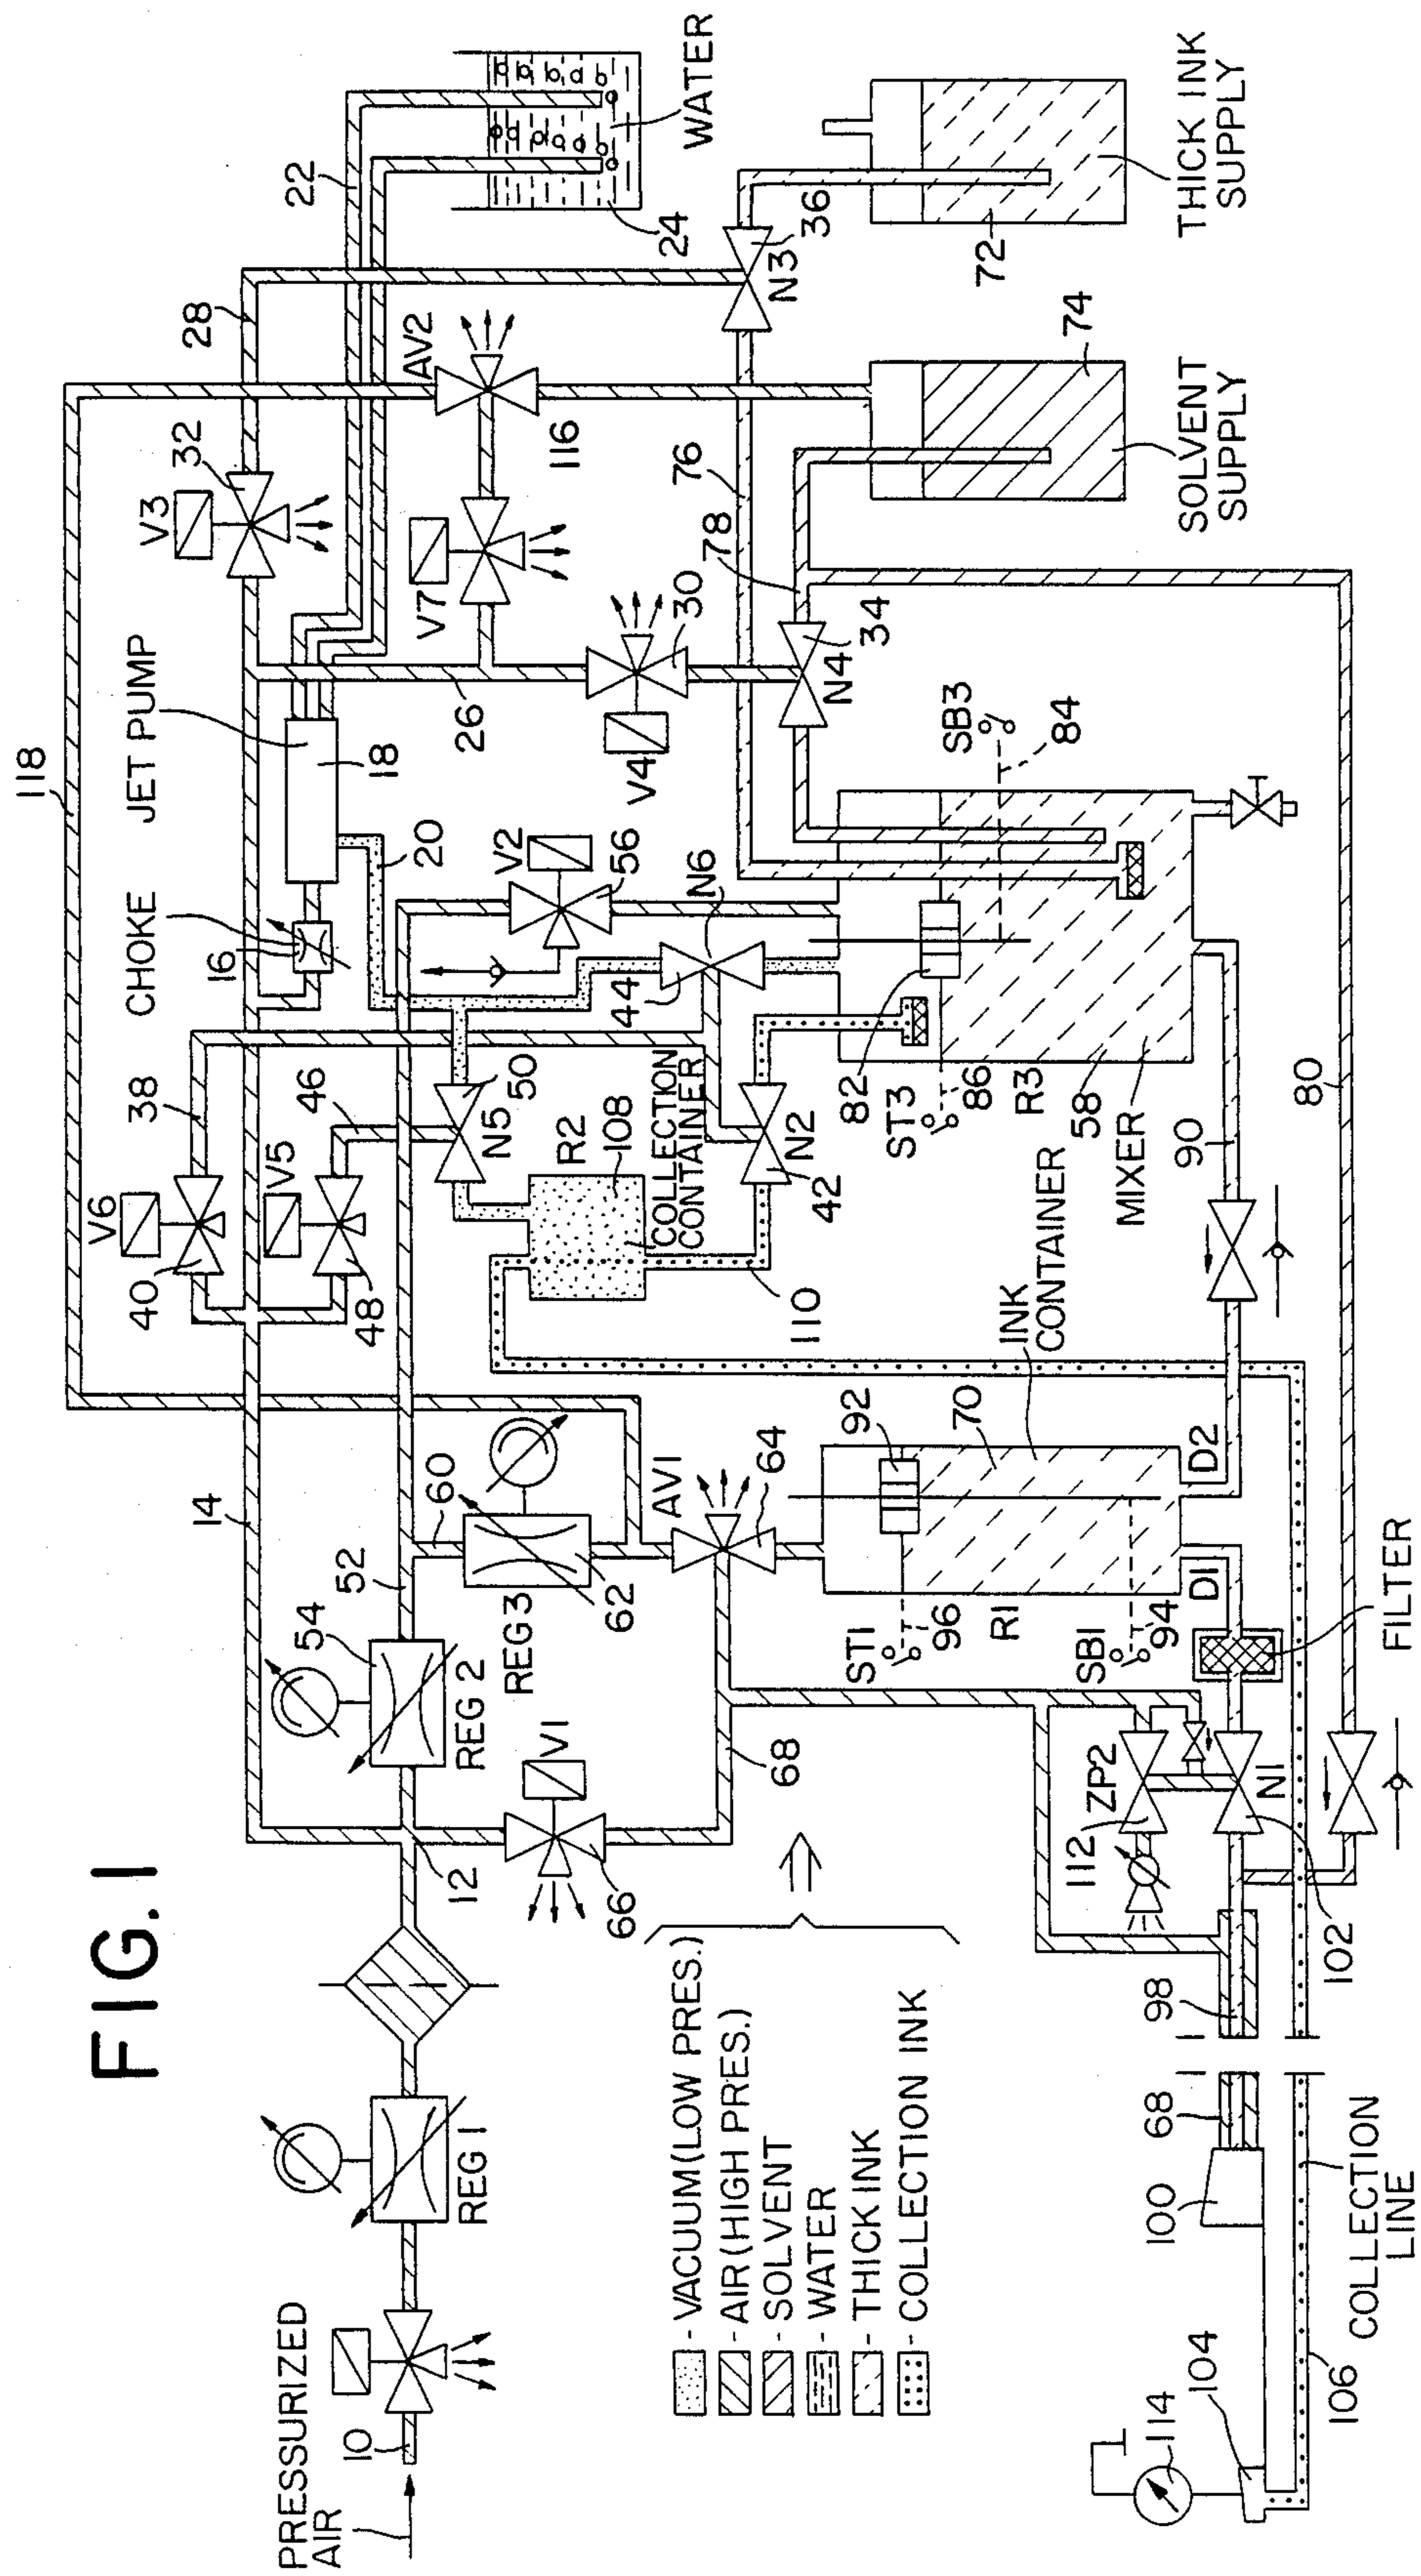 FIG. 1
PRESSURIZED
AIR
10
REG 1
12
14
REG 2
54
52
60
REG 3
62
V1
66
68
AV1
64
118
V6
40
38
V5
48
46
N5
50
CHOKE
16
JET PUMP
18
20
V2
56
N6
44
R2
108
COLLECTION
CONTAINER
N2
42
110
V3
32
28
22
26
V7
AV2
116
V4
30
N4
34
78
76
N3
36
24
WATER
72
THICK INK
SUPPLY
74
SOLVENT
SUPPLY
SB3
84
82
ST3
86
R3
58
MIXER
90
80
INK
CONTAINER
92
70
ST1
96
R1
SB1
94
D1
D2
FILTER
ZP2
112
N1
102
98
68
100
104
114
106
COLLECTION
LINE
- VACUUM (LOW PRES.)
- AIR (HIGH PRES.)
- SOLVENT
- WATER
- THICK INK
- COLLECTION INK